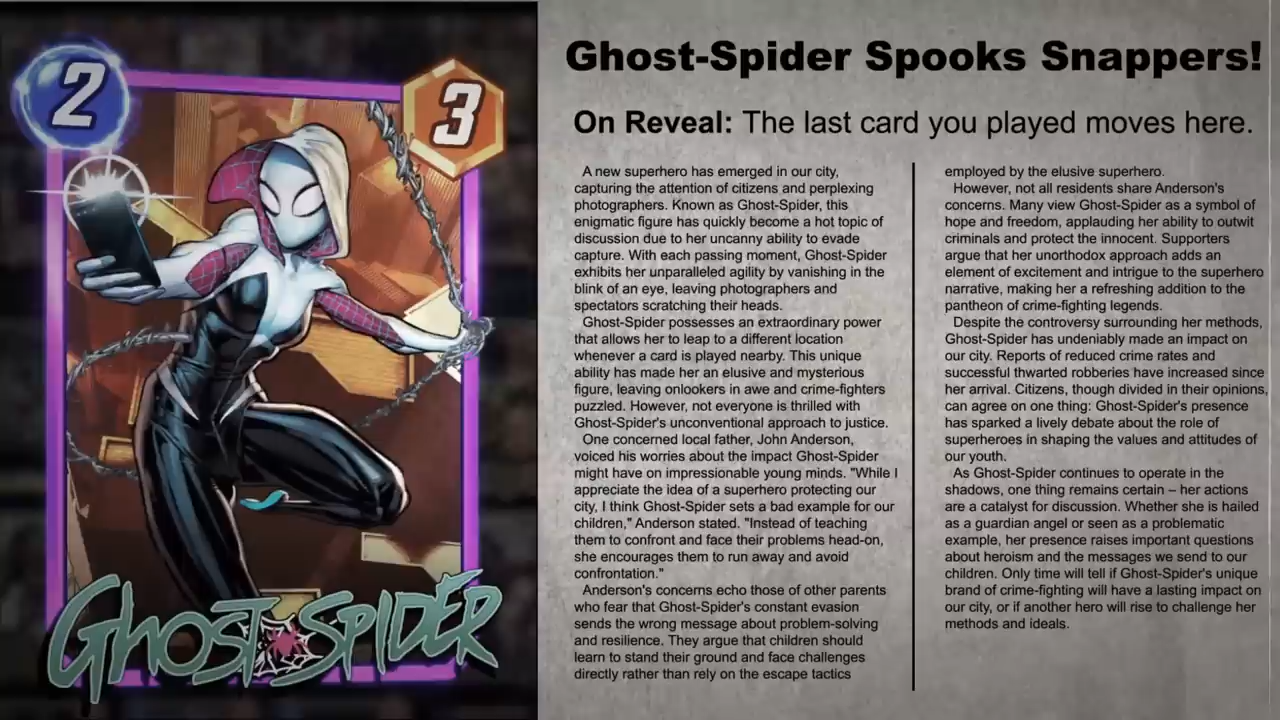 2
3
GHOST-SPIDER
Ghost-Spider Spooks Snappers!
On Reveal: The last card you played moves here.
A new superhero has emerged in our city,
capturing the attention of citizens and perplexing
photographers. Known as Ghost-Spider, this
enigmatic figure has quickly become a hot topic of
discussion due to her uncanny ability to evade
capture. With each passing moment, Ghost-Spider
exhibits her unparalleled agility by vanishing in the
blink of an eye, leaving photographers and
spectators scratching their heads.
Ghost-Spider possesses an extraordinary power
that allows her to leap to a different location
whenever a card is played nearby. This unique
ability has made her an elusive and mysterious
figure, leaving onlookers in awe and crime-fighters
puzzled. However, not everyone is thrilled with
Ghost-Spider's unconventional approach to justice.
One concerned local father, John Anderson,
voiced his worries about the impact Ghost-Spider
might have on impressionable young minds. "While I
appreciate the idea of a superhero protecting our
city, I think Ghost-Spider sets a bad example for our
children," Anderson stated. "Instead of teaching
them to confront and face their problems head-on,
she encourages them to run away and avoid
confrontation."
Anderson's concerns echo those of other parents
who fear that Ghost-Spider's constant evasion
sends the wrong message about problem-solving
and resilience. They argue that children should
learn to stand their ground and face challenges
directly rather than rely on the escape tactics
employed by the elusive superhero.
However, not all residents share Anderson's
concerns. Many view Ghost-Spider as a symbol of
hope and freedom, applauding her ability to outwit
criminals and protect the innocent. Supporters
argue that her unorthodox approach adds an
element of excitement and intrigue to the superhero
narrative, making her a refreshing addition to the
pantheon of crime-fighting legends.
Despite the controversy surrounding her methods,
Ghost-Spider has undeniably made an impact on
our city. Reports of reduced crime rates and
successful thwarted robberies have increased since
her arrival. Citizens, though divided in their opinions,
can agree on one thing: Ghost-Spider's presence
has sparked a lively debate about the role of
superheroes in shaping the values and attitudes of
our youth.
As Ghost-Spider continues to operate in the
shadows, one thing remains certain – her actions
are a catalyst for discussion. Whether she is hailed
as a guardian angel or seen as a problematic
example, her presence raises important questions
about heroism and the messages we send to our
children. Only time will tell if Ghost-Spider's unique
brand of crime-fighting will have a lasting impact on
our city, or if another hero will rise to challenge her
methods and ideals.